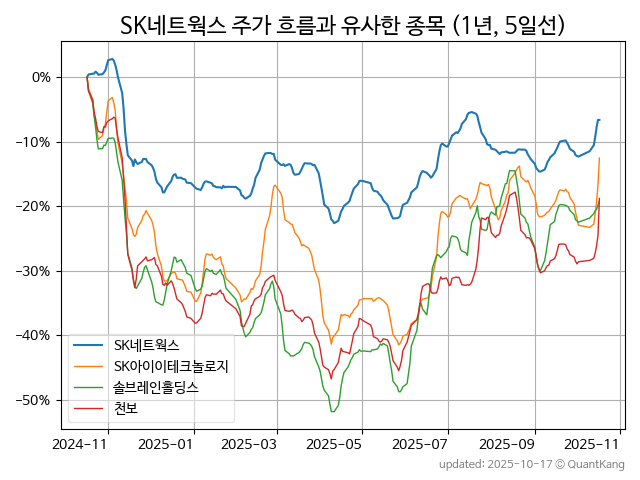 SK네트웍스 주가 흐름과 유사한 종목 (1년, 5일선)
0%
−10%
−20%
−30%
−40%
−50%
SK네트웍스
SK아이이테크놀로지
솔브레인홀딩스
천보
2024-11
2025-01
2025-03
2025-05
2025-07
2025-09
2025-11
updated: 2025-10-17 © QuantKang